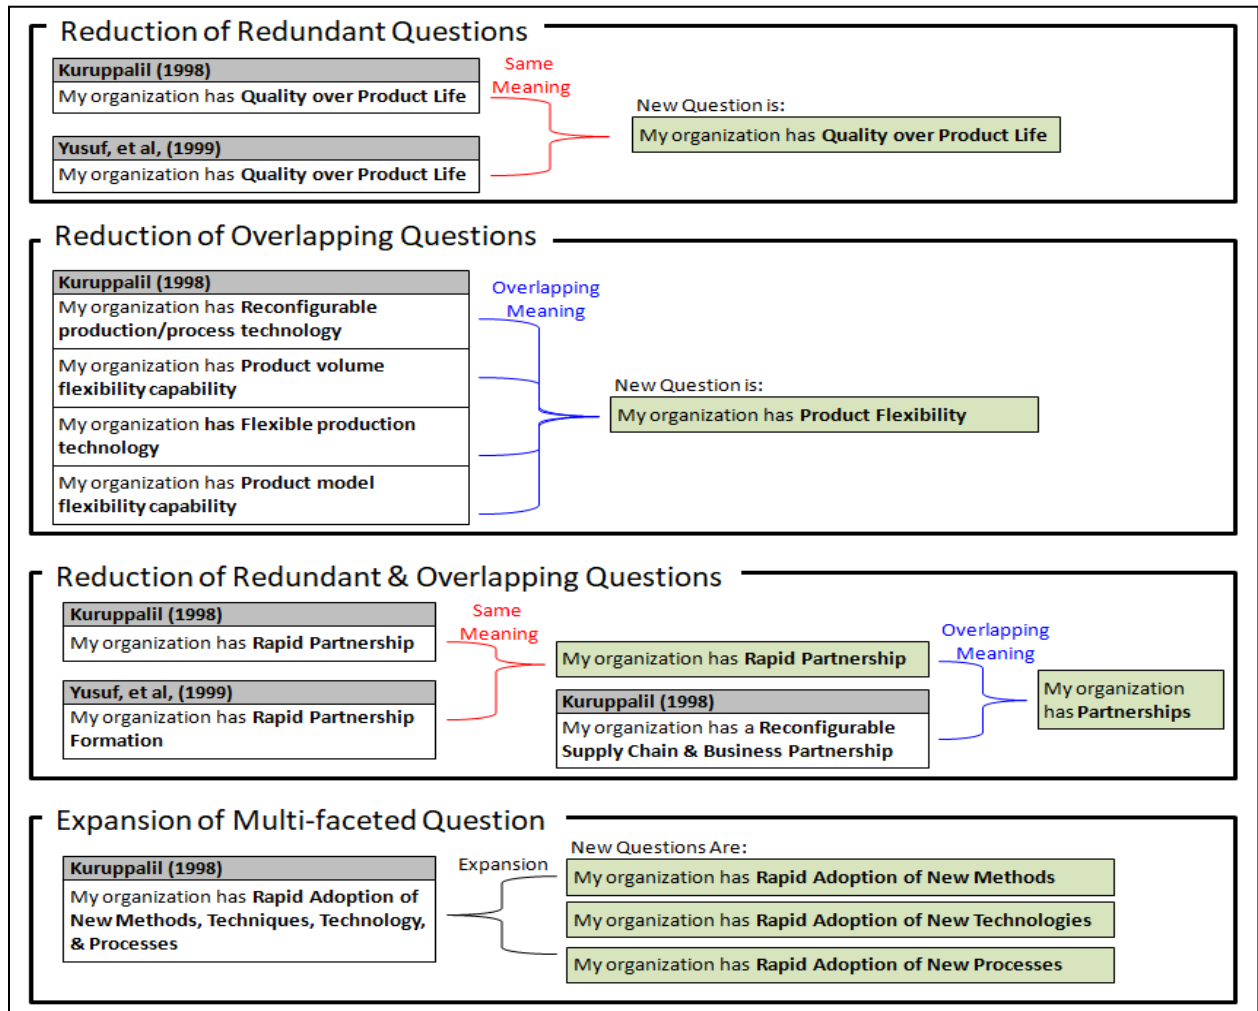 Reduction of Redundant Questions
Kuruppalil (1998)
My organization has Quality over Product Life
Yusuf, et al, (1999)
My organization has Quality over Product Life
Same
Meaning
New Question is:
My organization has Quality over Product Life
Reduction of Overlapping Questions
Kuruppalil (1998)
My organization has Reconfigurable
production/process technology
My organization has Product volume
flexibility capability
My organization has Flexible production
technology
My organization has Product model
flexibility capability
Overlapping
Meaning
New Question is:
My organization has Product Flexibility
Reduction of Redundant & Overlapping Questions
Kuruppalil (1998)
My organization has Rapid Partnership
Yusuf, et al, (1999)
My organization has Rapid Partnership
Formation
Same
Meaning
My organization has Rapid Partnership
Kuruppalil (1998)
My organization has a Reconfigurable
Supply Chain & Business Partnership
Overlapping
Meaning
My organization
has Partnerships
Expansion of Multi-faceted Question
Kuruppalil (1998)
My organization has Rapid Adoption of
New Methods, Techniques, Technology,
& Processes
Expansion
New Questions Are:
My organization has Rapid Adoption of New Methods
My organization has Rapid Adoption of New Technologies
My organization has Rapid Adoption of New Processes